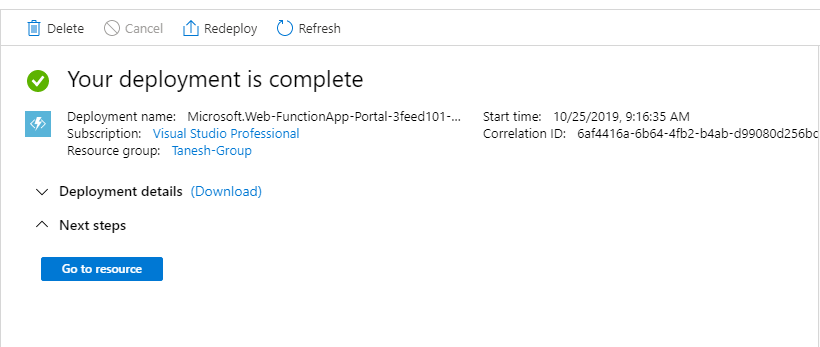 Delete Cancel Redeploy Refresh
Your deployment is complete
Deployment name: Microsoft.Web-FunctionApp-Portal-3feed101-... Start time: 10/25/2019, 9:16:35 AM
Subscription: Visual Studio Professional Correlation ID: 6af4416a-6b64-4fb2-b4ab-d99080d256bc
Resource group: Tanesh-Group
Deployment details (Download)
Next steps
Go to resource